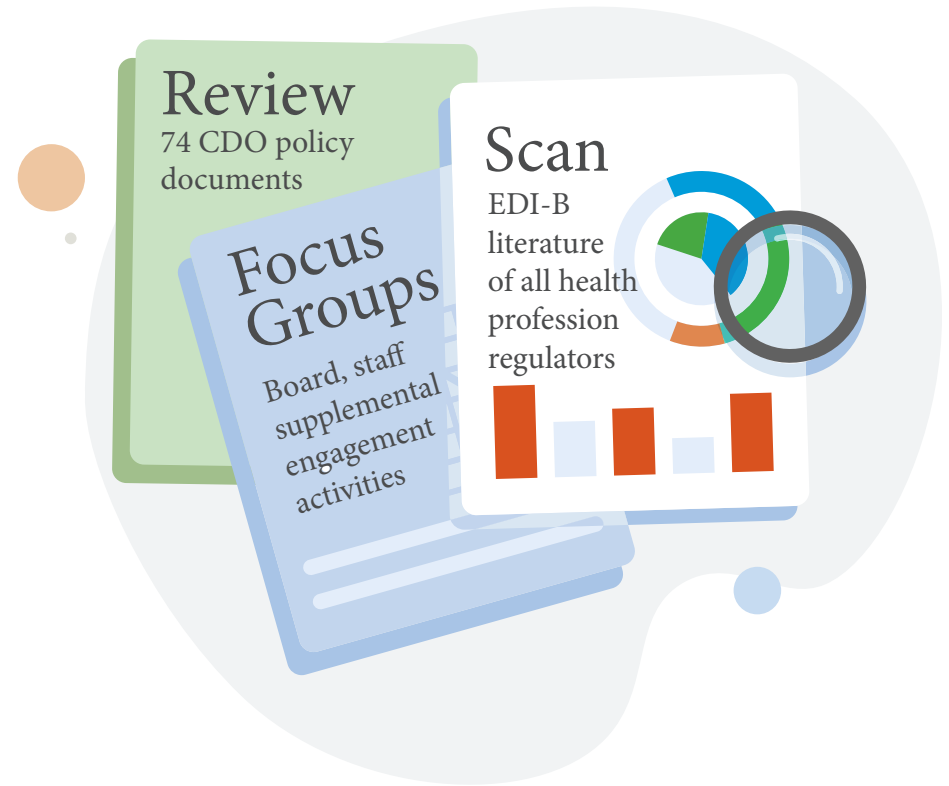 Review
74 CDO policy
documents
Focus
Groups
Board, staff
supplemental
engagement
activities
Scan
EDI-B
literature
of all health
profession
regulators